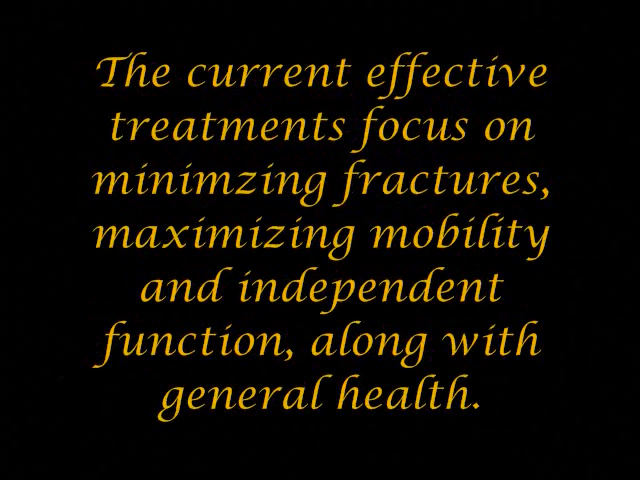 The current effective
treatments focus on
minimzing fractures,
maximizing mobility
and independent
function, along with
general health.